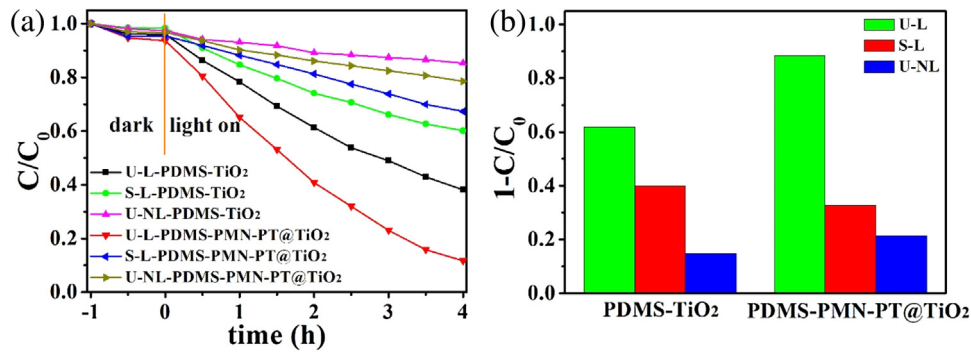 (a)
1.0
0.8
0.6
0.4
0.2
0.0
C/C0
dark
light on
U-L-PDMS-TiO2
S-L-PDMS-TiO2
U-NL-PDMS-TiO2
U-L-PDMS-PMN-PT@TiO2
S-L-PDMS-PMN-PT@TiO2
U-NL-PDMS-PMN-PT@TiO2
-1 0 1 2 3 4
time (h)
(b)
1.0
0.8
0.6
0.4
0.2
0.0
1-C/C0
U-L
S-L
U-NL
PDMS-TiO2 PDMS-PMN-PT@TiO2